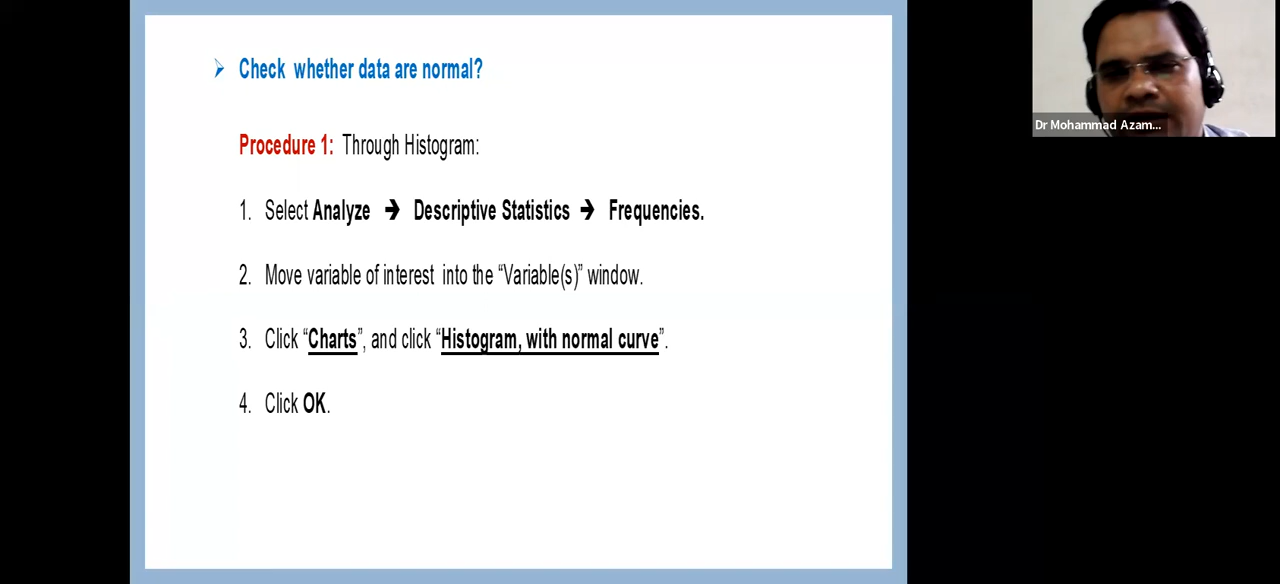 ➢ Check whether data are normal?
Procedure 1: Through Histogram:
1. Select Analyze ➔ Descriptive Statistics ➔ Frequencies.
2. Move variable of interest into the “Variable(s)” window.
3. Click “Charts”, and click “Histogram, with normal curve”.
4. Click OK.
Dr Mohammad Azam...